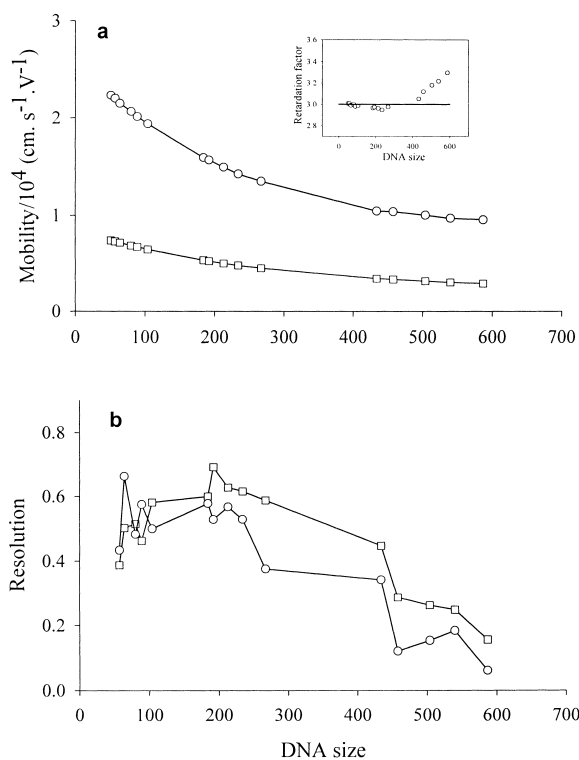 a
Mobility/10⁴ (cm. s⁻¹.V⁻¹)
3
2
1
0
0 100 200 300 400 500 600 700
Retardation factor
3 6
3.4
3.2
3.0
2 8
0 200 400 600
DNA size
b
Resolution
0.8
0.6
0.4
0.2
0.0
0 100 200 300 400 500 600 700
DNA size